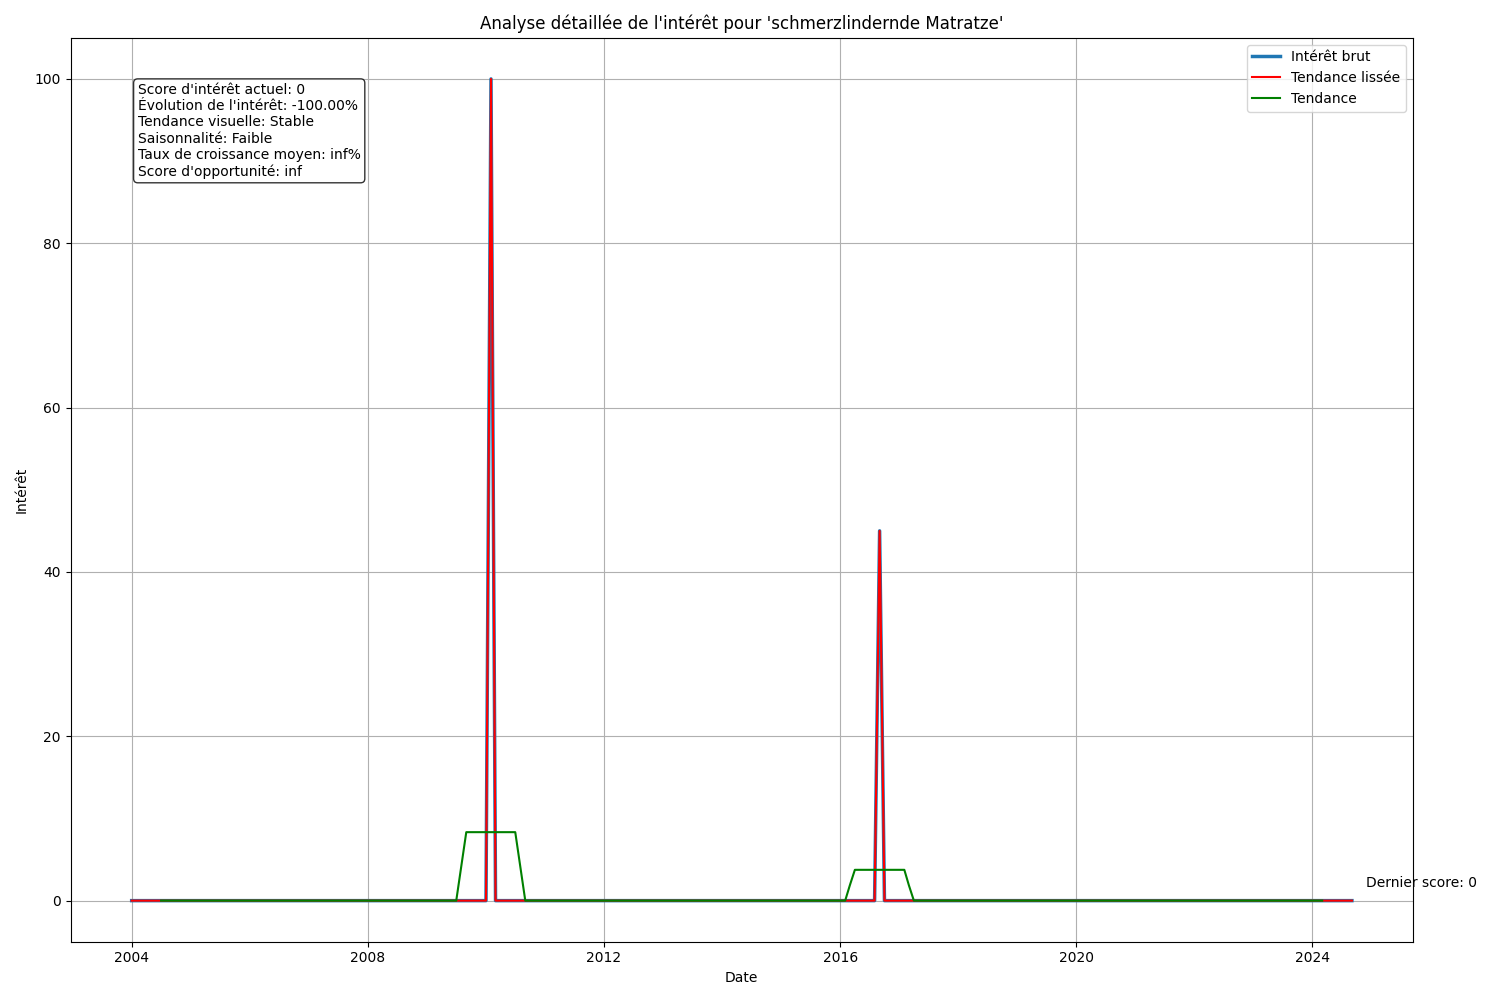 Analyse détaillée de l'intérêt pour 'schmerzlindernde Matratze'
Intérêt brut
Tendance lissée
Tendance
Score d'intérêt actuel: 0
Évolution de l'intérêt: -100.00%
Tendance visuelle: Stable
Saisonnalité: Faible
Taux de croissance moyen: inf%
Score d'opportunité: inf
100
80
60
40
20
0
Intérêt
Dernier score: 0
2004 2008 2012 2016 2020 2024
Date